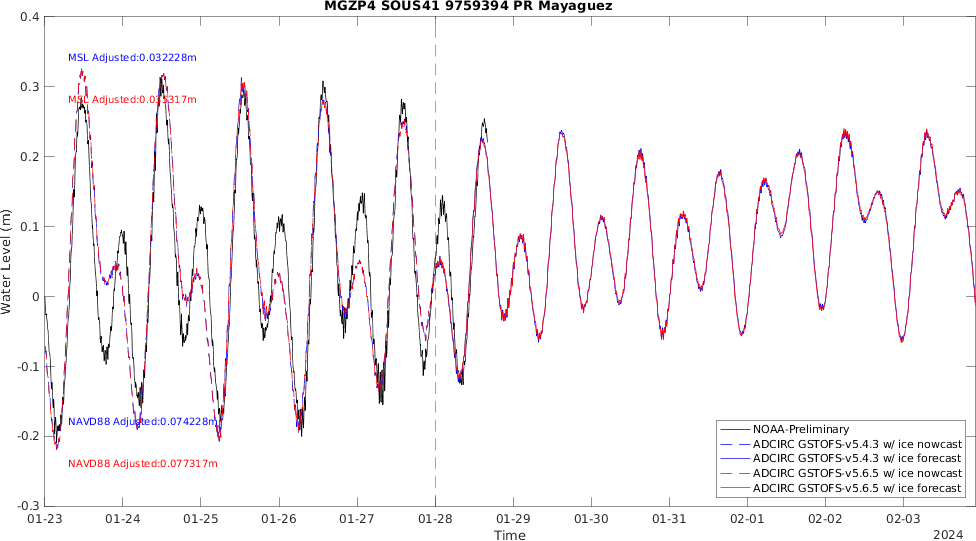 MGZP4 SOUS41 9759394 PR Mayaguez
0.4
0.3
0.2
0.1
0
-0.1
-0.2
-0.3
Water Level (m)
MSL Adjusted:0.032228m
MSL Adjusted:0.035317m
NAVD88 Adjusted:0.074228m
NAVD88 Adjusted:0.077317m
NOAA-Preliminary
ADCIRC GSTOFS-v5.4.3 w/ ice nowcast
ADCIRC GSTOFS-v5.4.3 w/ ice forecast
ADCIRC GSTOFS-v5.6.5 w/ ice nowcast
ADCIRC GSTOFS-v5.6.5 w/ ice forecast
01-23 01-24 01-25 01-26 01-27 01-28 01-29 01-30 01-31 02-01 02-02 02-03
Time
2024